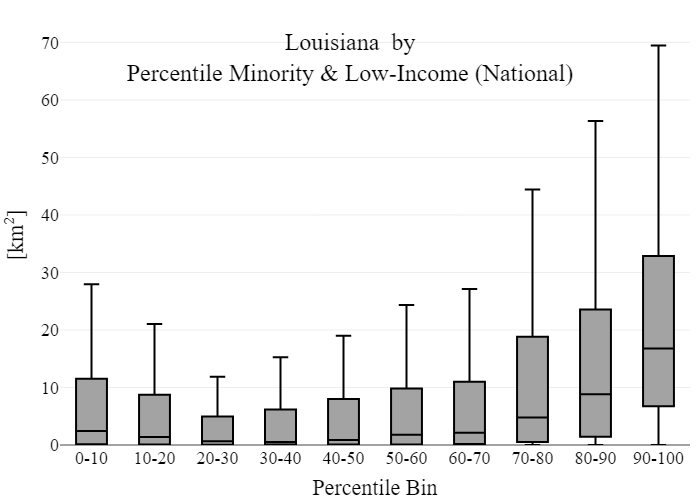 Louisiana by
Percentile Minority & Low-Income (National)
70
60
50
40
30
20
10
0
[km²]
0-10 10-20 20-30 30-40 40-50 50-60 60-70 70-80 80-90 90-100
Percentile Bin